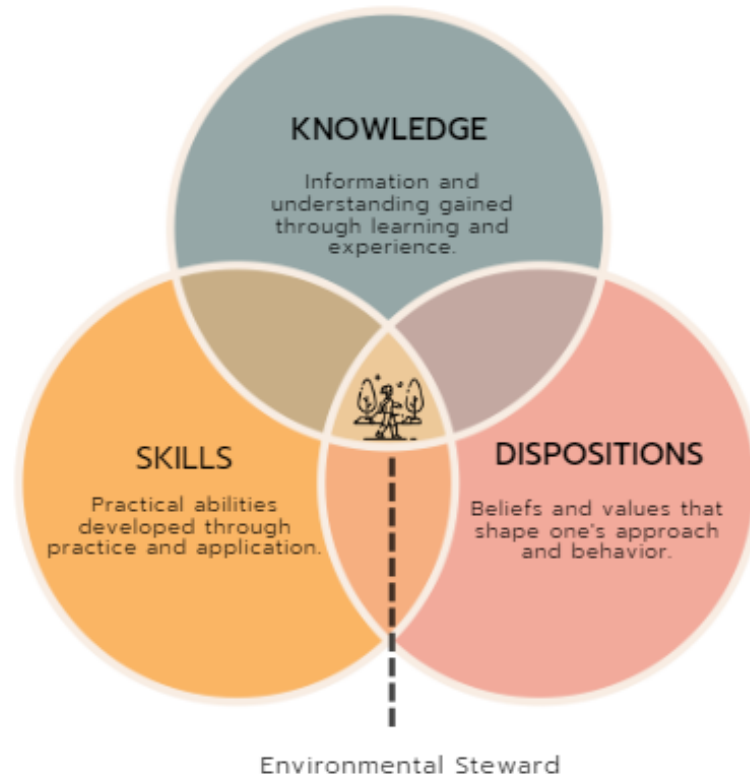 KNOWLEDGE
Information and
understanding gained
through learning and
experience.
SKILLS
Practical abilities
developed through
practice and application.
DISPOSITIONS
Beliefs and values that
shape one's approach
and behavior.
Environmental Steward